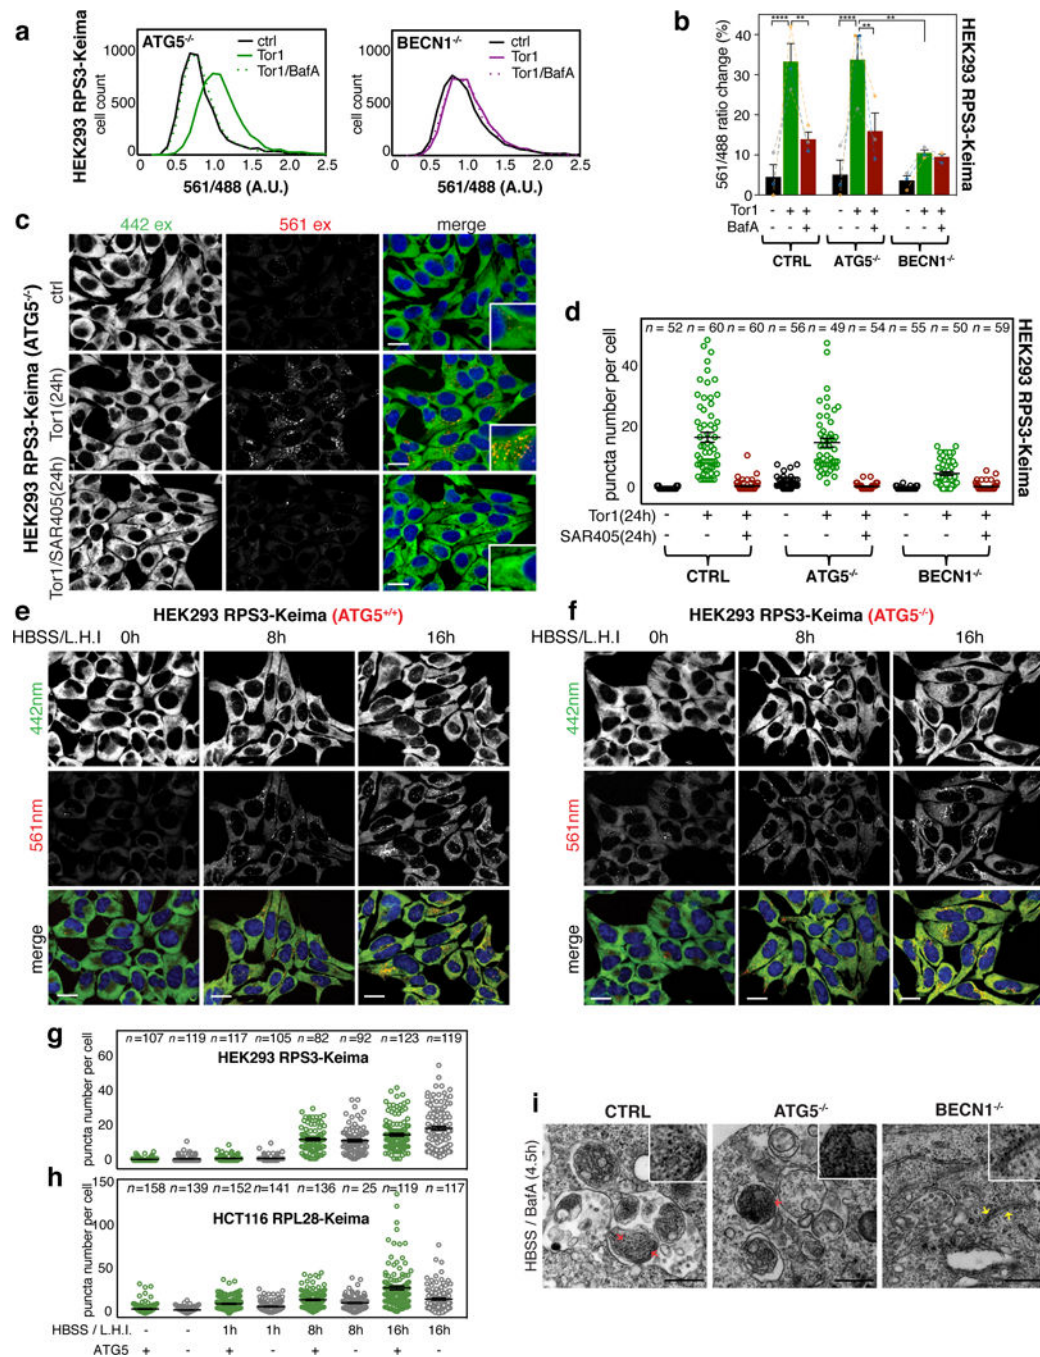 a
HEK293 RPS3-Keima
cell count
1000
500
0
ATG5-/-
ctrl
Tor1
Tor1/BafA
0.5 1.0 1.5 2.0 2.5
561/488 (A.U.)
cell count
1000
500
0
BECN1-/-
ctrl
Tor1
Tor1/BafA
0.5 1.0 1.5 2.0 2.5
561/488 (A.U.)
b
HEK293 RPS3-Keima
561/488 ratio change (%)
40
30
20
10
0
**** ** **** ** **
Tor1 - + + - + + - + +
BafA - - + - - + - - +
CTRL ATG5-/- BECN1-/-
c
442 ex 561 ex merge
HEK293 RPS3-Keima (ATG5-/-)
ctrl
Tor1(24h)
Tor1/SAR405(24h)
d
HEK293 RPS3-Keima
puncta number per cell
n = 52 n = 60 n = 60 n = 56 n = 49 n = 54 n = 55 n = 50 n = 59
40
20
0
Tor1(24h) - + + - + + - + +
SAR405(24h) - - + - - + - - +
CTRL ATG5-/- BECN1-/-
e
HEK293 RPS3-Keima (ATG5+/+)
HBSS/L.H.I 0h 8h 16h
442nm
561nm
merge
f
HEK293 RPS3-Keima (ATG5-/-)
HBSS/L.H.I 0h 8h 16h
442nm
561nm
merge
g
puncta number per cell
n=107 n=119 n=117 n=105 n=82 n=92 n=123 n=119
HEK293 RPS3-Keima
60
40
20
0
h
puncta number per cell
n=158 n=139 n=152 n=141 n=136 n= 25 n=119 n=117
HCT116 RPL28-Keima
150
100
50
0
HBSS / L.H.I. - - 1h 1h 8h 8h 16h 16h
ATG5 + - + - + - + -
i
CTRL ATG5-/- BECN1-/-
HBSS / BafA (4.5h)